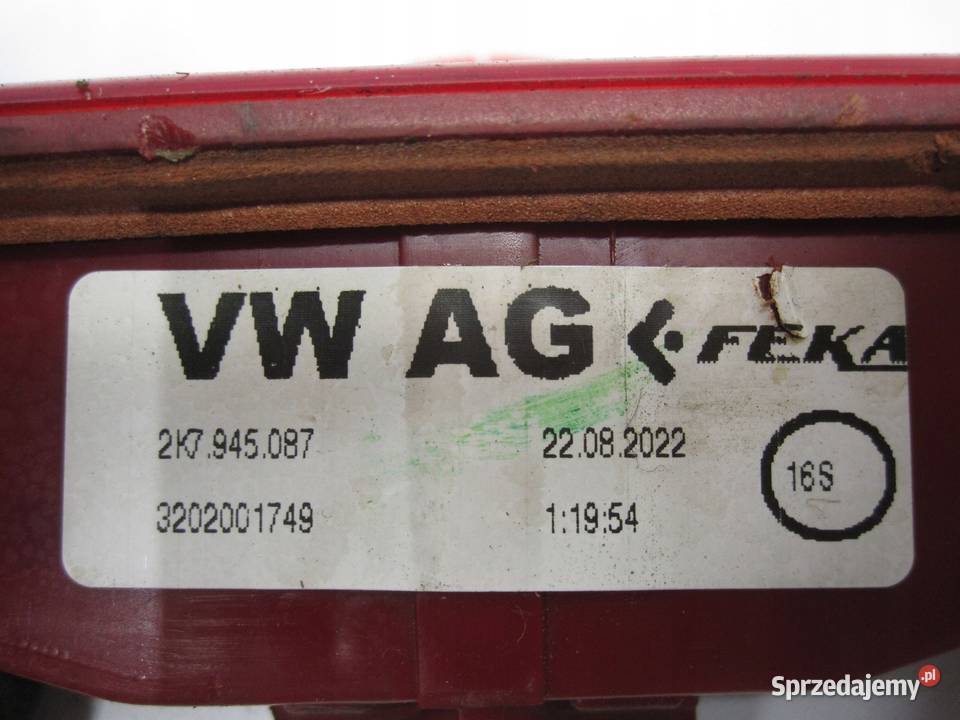 VW AG FEKA
2K7.945.087 22.08.2022
16S
3202001749 1:19:54
Sprzedajemy.pl